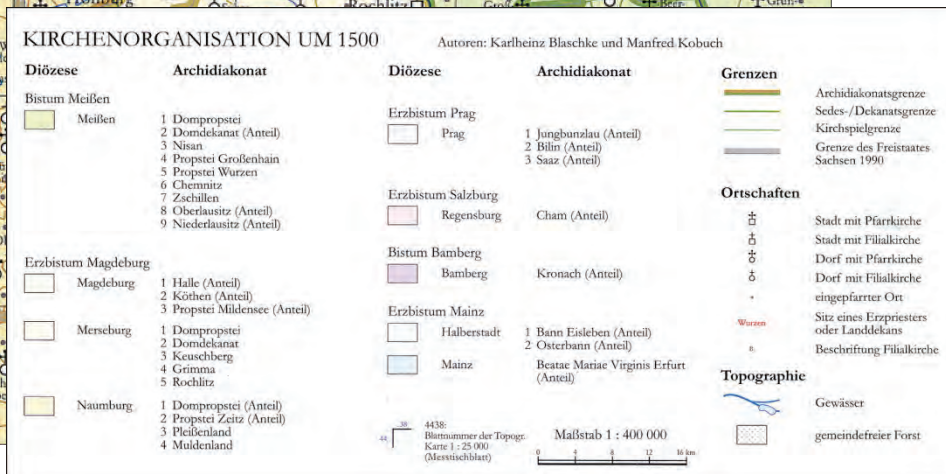 Rochlitz
KIRCHENORGANISATION UM 1500
Autoren: Karlheinz Blaschke und Manfred Kobuch
Diözese Archidiakonat
Bistum Meißen
Meißen
1 Dompropstei
2 Domdekanat (Anteil)
3 Nisan
4 Propstei Großenhain
5 Propstei Wurzen
6 Chemnitz
7 Zschillen
8 Oberlausitz (Anteil)
9 Niederlausitz (Anteil)
Erzbistum Magdeburg
Magdeburg
1 Halle (Anteil)
2 Köthen (Anteil)
3 Propstei Mildensee (Anteil)
Merseburg
1 Dompropstei
2 Domdekanat
3 Keuschberg
4 Grimma
5 Rochlitz
Naumburg
1 Dompropstei (Anteil)
2 Propstei Zeitz (Anteil)
3 Pleißenland
4 Muldenland
Diözese Archidiakonat
Erzbistum Prag
Prag
1 Jungbunzlau (Anteil)
2 Bilin (Anteil)
3 Saaz (Anteil)
Erzbistum Salzburg
Regensburg Cham (Anteil)
Bistum Bamberg
Bamberg Kronach (Anteil)
Erzbistum Mainz
Halberstadt
1 Bann Eisleben (Anteil)
2 Osterbann (Anteil)
Mainz
Beatae Mariae Virginis Erfurt
(Anteil)
38
44
4438:
Blattnummer der Topogr.
Karte 1 : 25 000
(Messtischblatt)
Maßstab 1 : 400 000
0 4 8 12 16 km
Grenzen
Archidiakonatsgrenze
Sedes-/Dekanatsgrenze
Kirchspielgrenze
Grenze des Freistaates
Sachsen 1990
Ortschaften
Stadt mit Pfarrkirche
Stadt mit Filialkirche
Dorf mit Pfarrkirche
Dorf mit Filialkirche
eingepfarrter Ort
Wurzen
Sitz eines Erzpriesters
oder Landdekans
Beschriftung Filialkirche
Topographie
Gewässer
gemeindefreier Forst